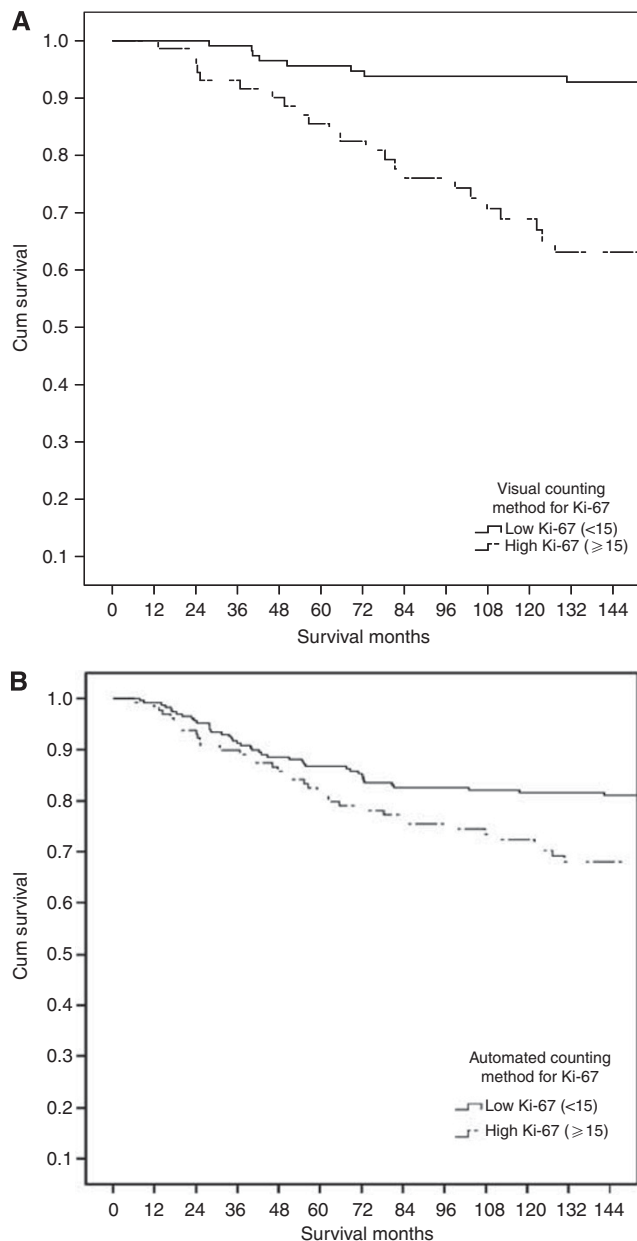 A
1.0
0.9
0.8
0.7
0.5
0.4
0.3
0.2
0.1
Cum survival
Visual counting
method for Ki-67
Low Ki-67 (<15)
High Ki-67 (⩾15)
0 12 24 36 48 60 72 84 96 108 120 132 144
Survival months
B
1.0
0.9
0.8
0.7
0.5
0.4
0.3
0.2
0.1
Cum survival
Automated counting
method for Ki-67
Low Ki-67 (<15)
High Ki-67 (⩾15)
0 12 24 36 48 60 72 84 96 108 120 132 144
Survival months